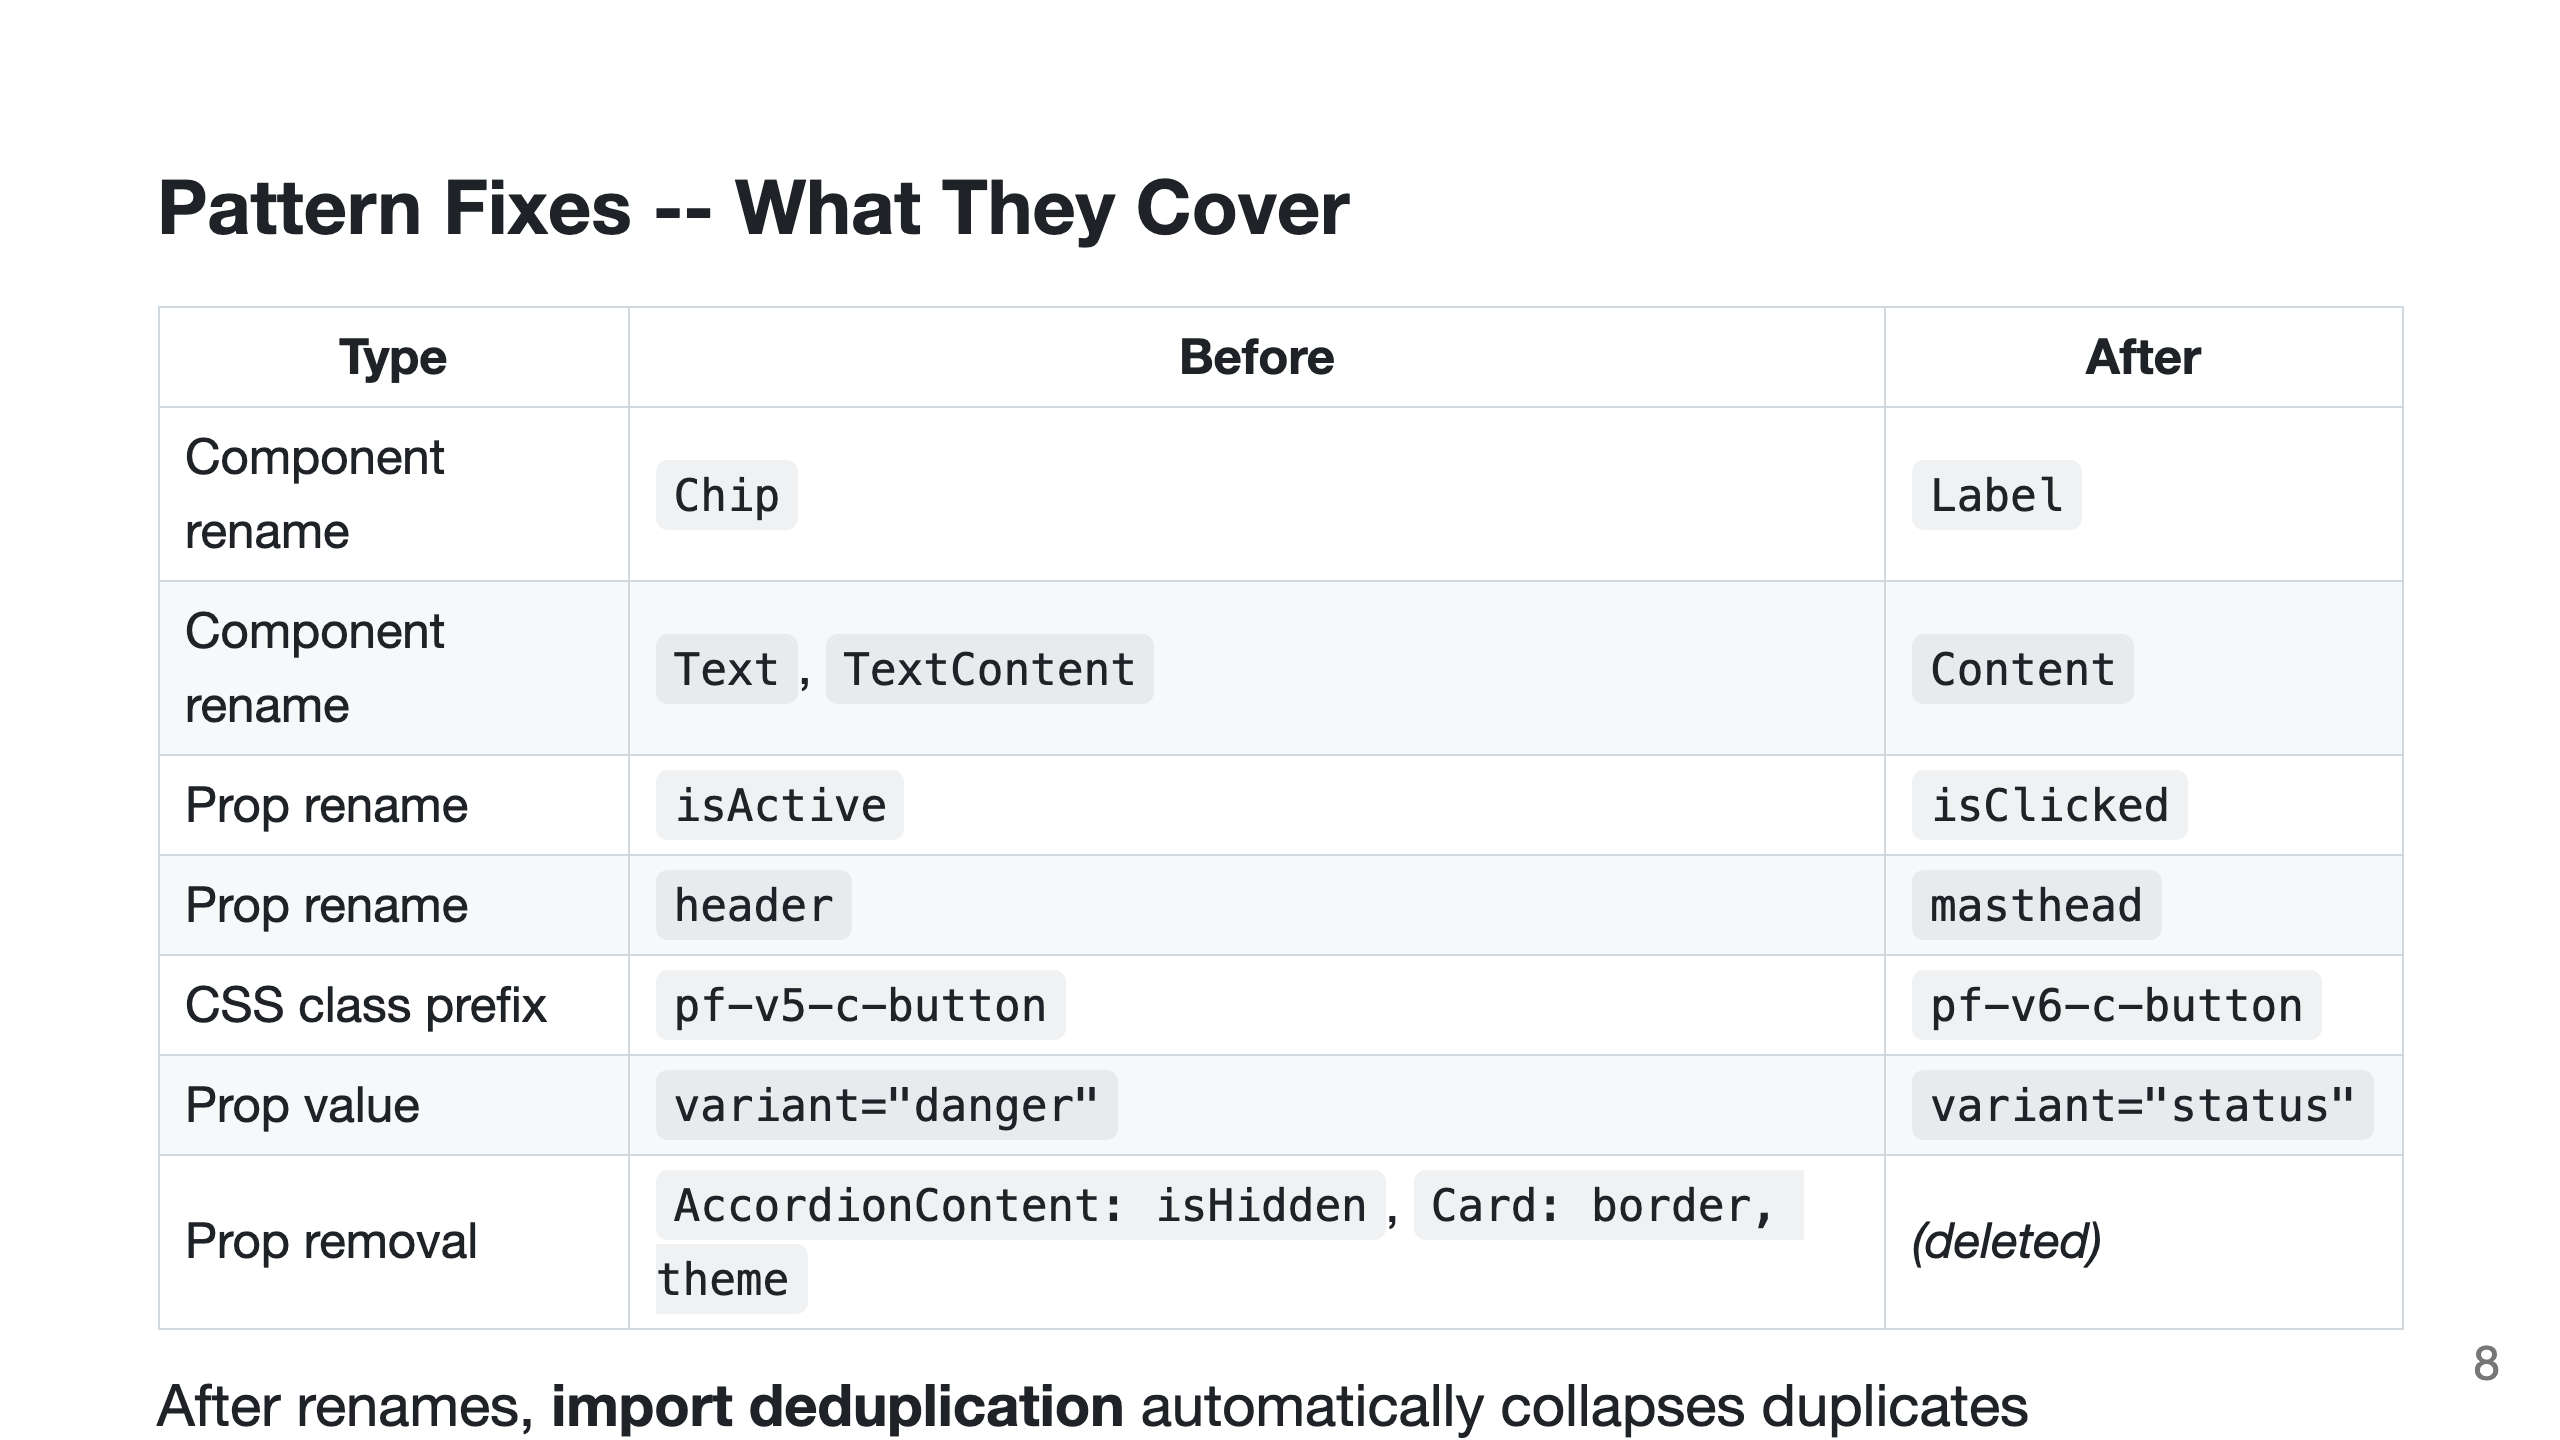 Pattern Fixes -- What They Cover
Type Before After
Component
rename
Chip Label
Component
rename
Text, TextContent Content
Prop rename isActive isClicked
Prop rename header masthead
CSS class prefix pf-v5-c-button pf-v6-c-button
Prop value variant="danger" variant="status"
Prop removal AccordionContent: isHidden, Card: border,
theme
(deleted)
8
After renames, import deduplication automatically collapses duplicates